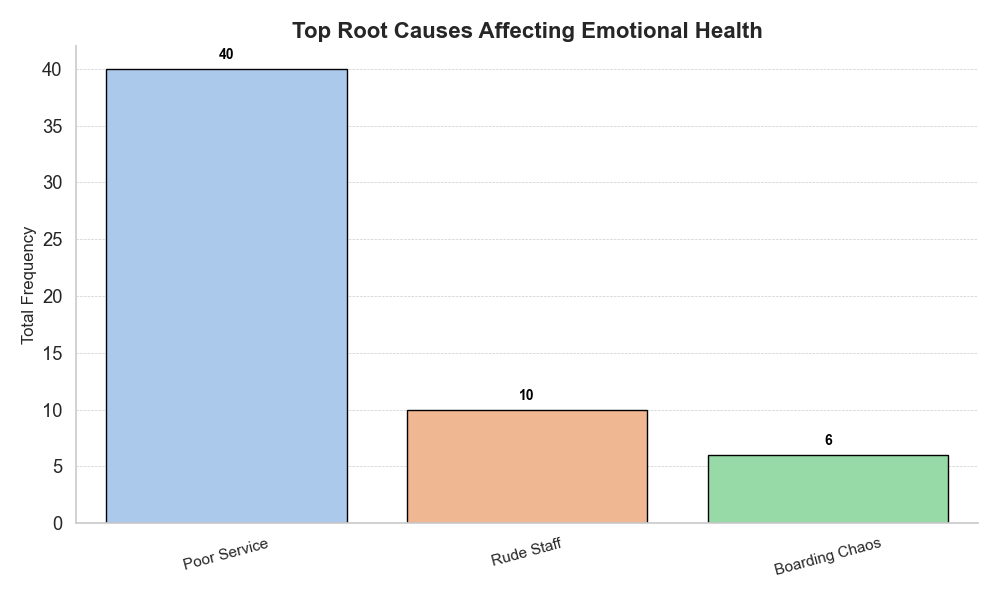 Top Root Causes Affecting Emotional Health
40
10
6
Total Frequency
40
35
30
25
20
15
10
5
0
Poor Service
Rude Staff
Boarding Chaos